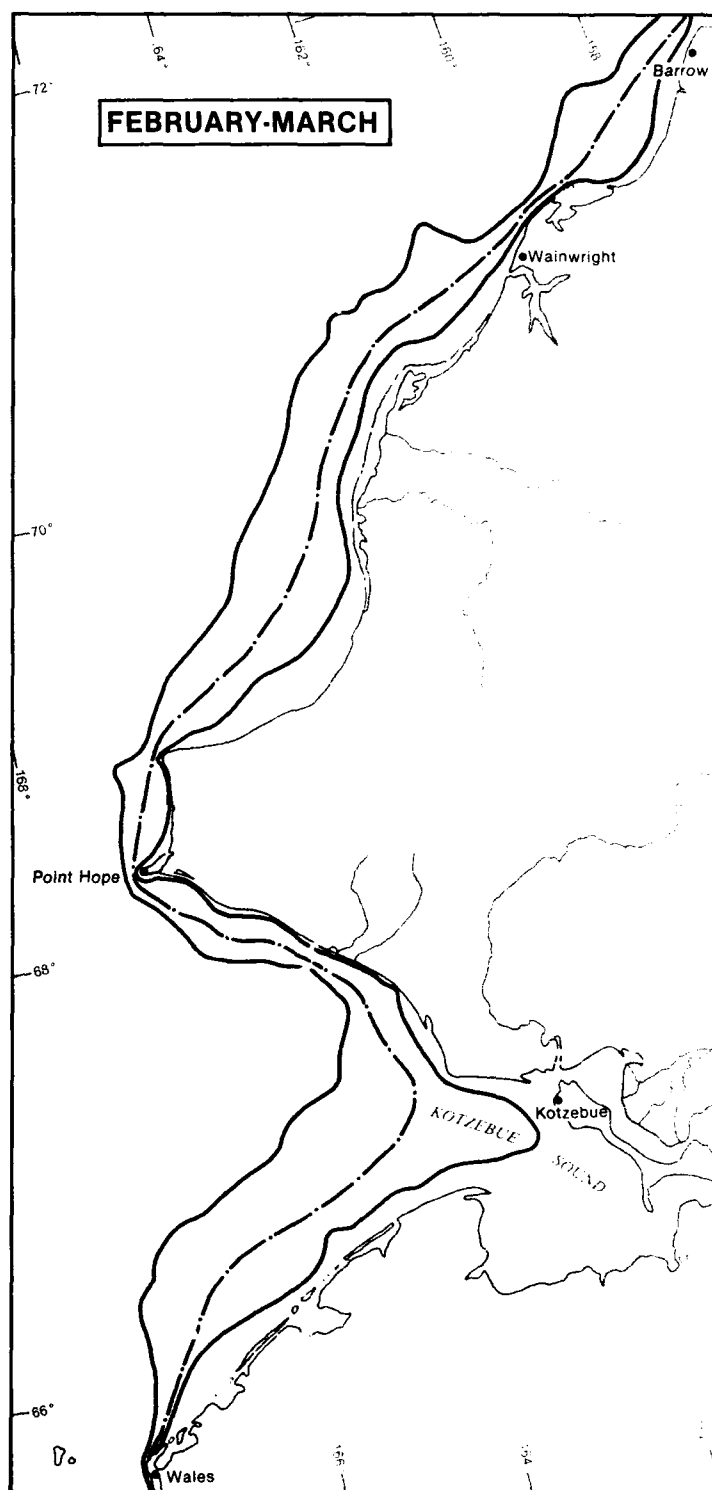 164°
162°
160°
158
Barrow
72°
FEBRUARY-MARCH
Wainwright
70°
168°
Point Hope
68°
KOTZEBUE
Kotzebue
SOUND
66°
Wales
166
164